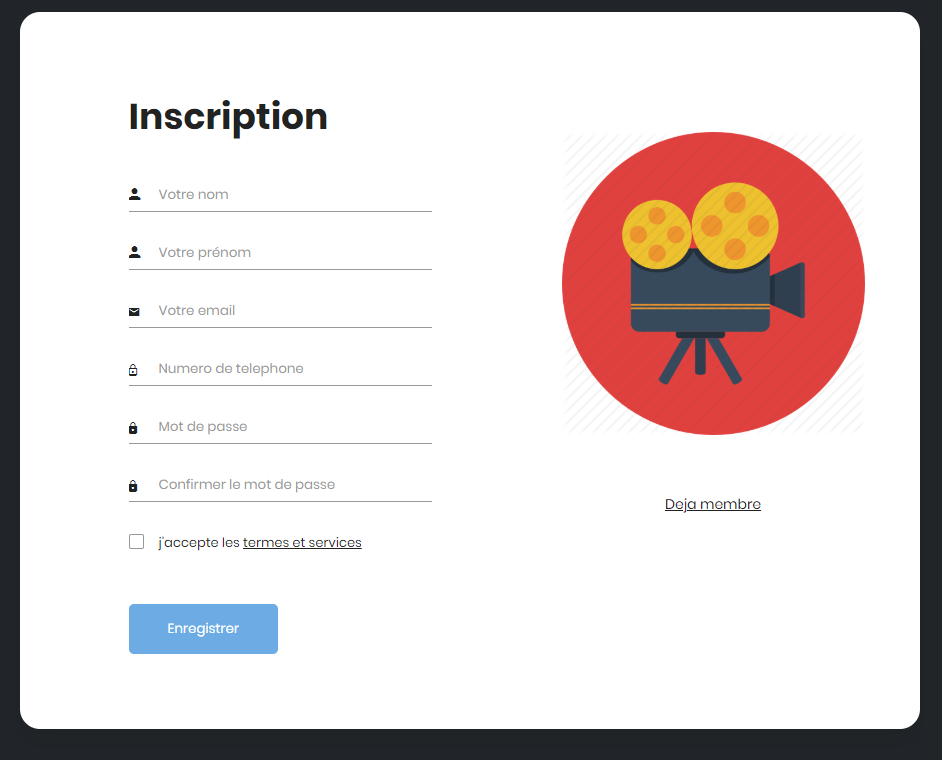 Inscription
Votre nom
Votre prénom
Votre email
Numero de telephone
Mot de passe
Confirmer le mot de passe
j'accepte les termes et services
Enregistrer
Deja membre